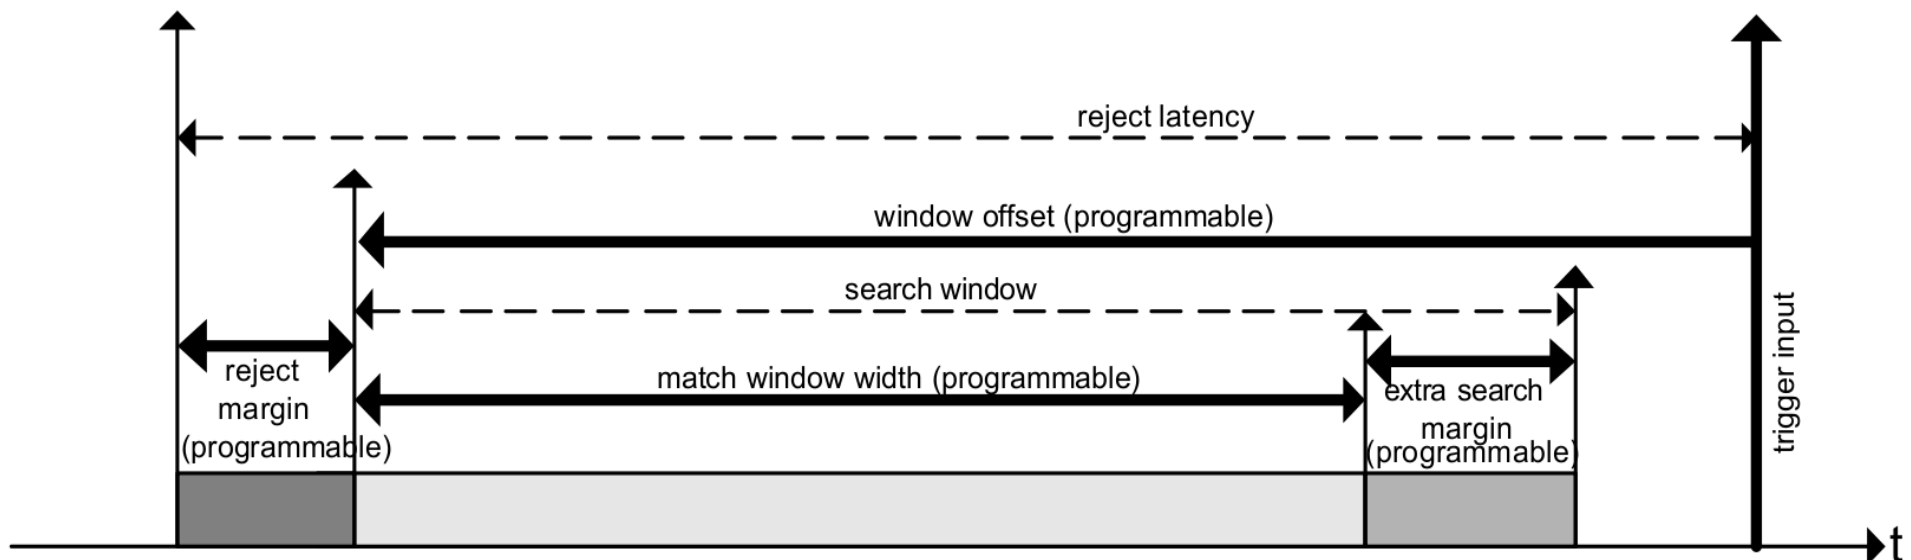 reject latency
window offset (programmable)
search window
reject
margin
(programmable)
match window width (programmable)
extra search
margin
(programmable)
trigger input
t